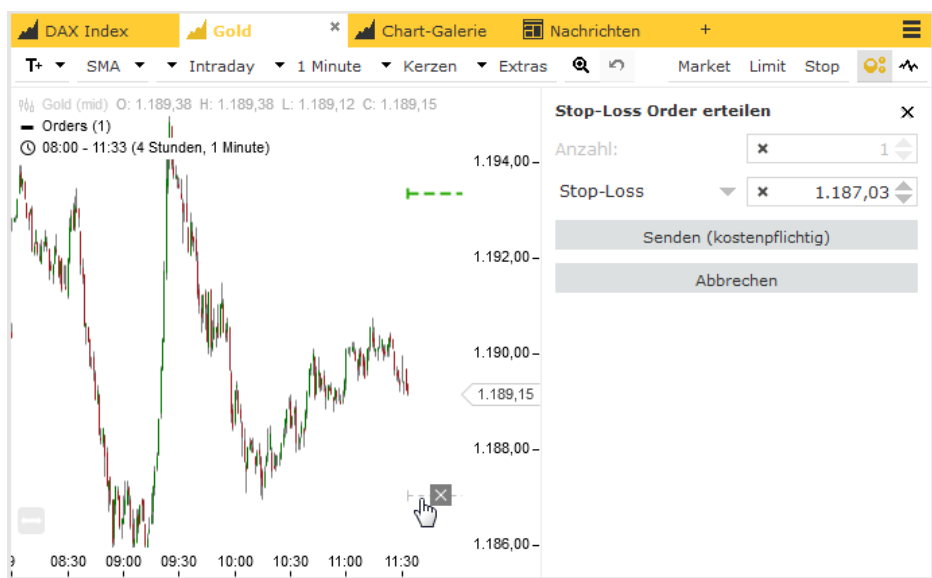 DAX Index Gold × Chart-Galerie Nachrichten +
T+ SMA Intraday 1 Minute Kerzen Extras Market Limit Stop
Gold (mid) O: 1.189,38 H: 1.189,38 L: 1.189,12 C: 1.189,15
Orders (1)
08:00 - 11:33 (4 Stunden, 1 Minute)
1.194,00
1.192,00
1.190,00
1.189,15
1.188,00
1.186,00
08:30 09:00 09:30 10:00 10:30 11:00 11:30
Stop-Loss Order erteilen ×
Anzahl: × 1
Stop-Loss × 1.187,03
Senden (kostenpflichtig)
Abbrechen